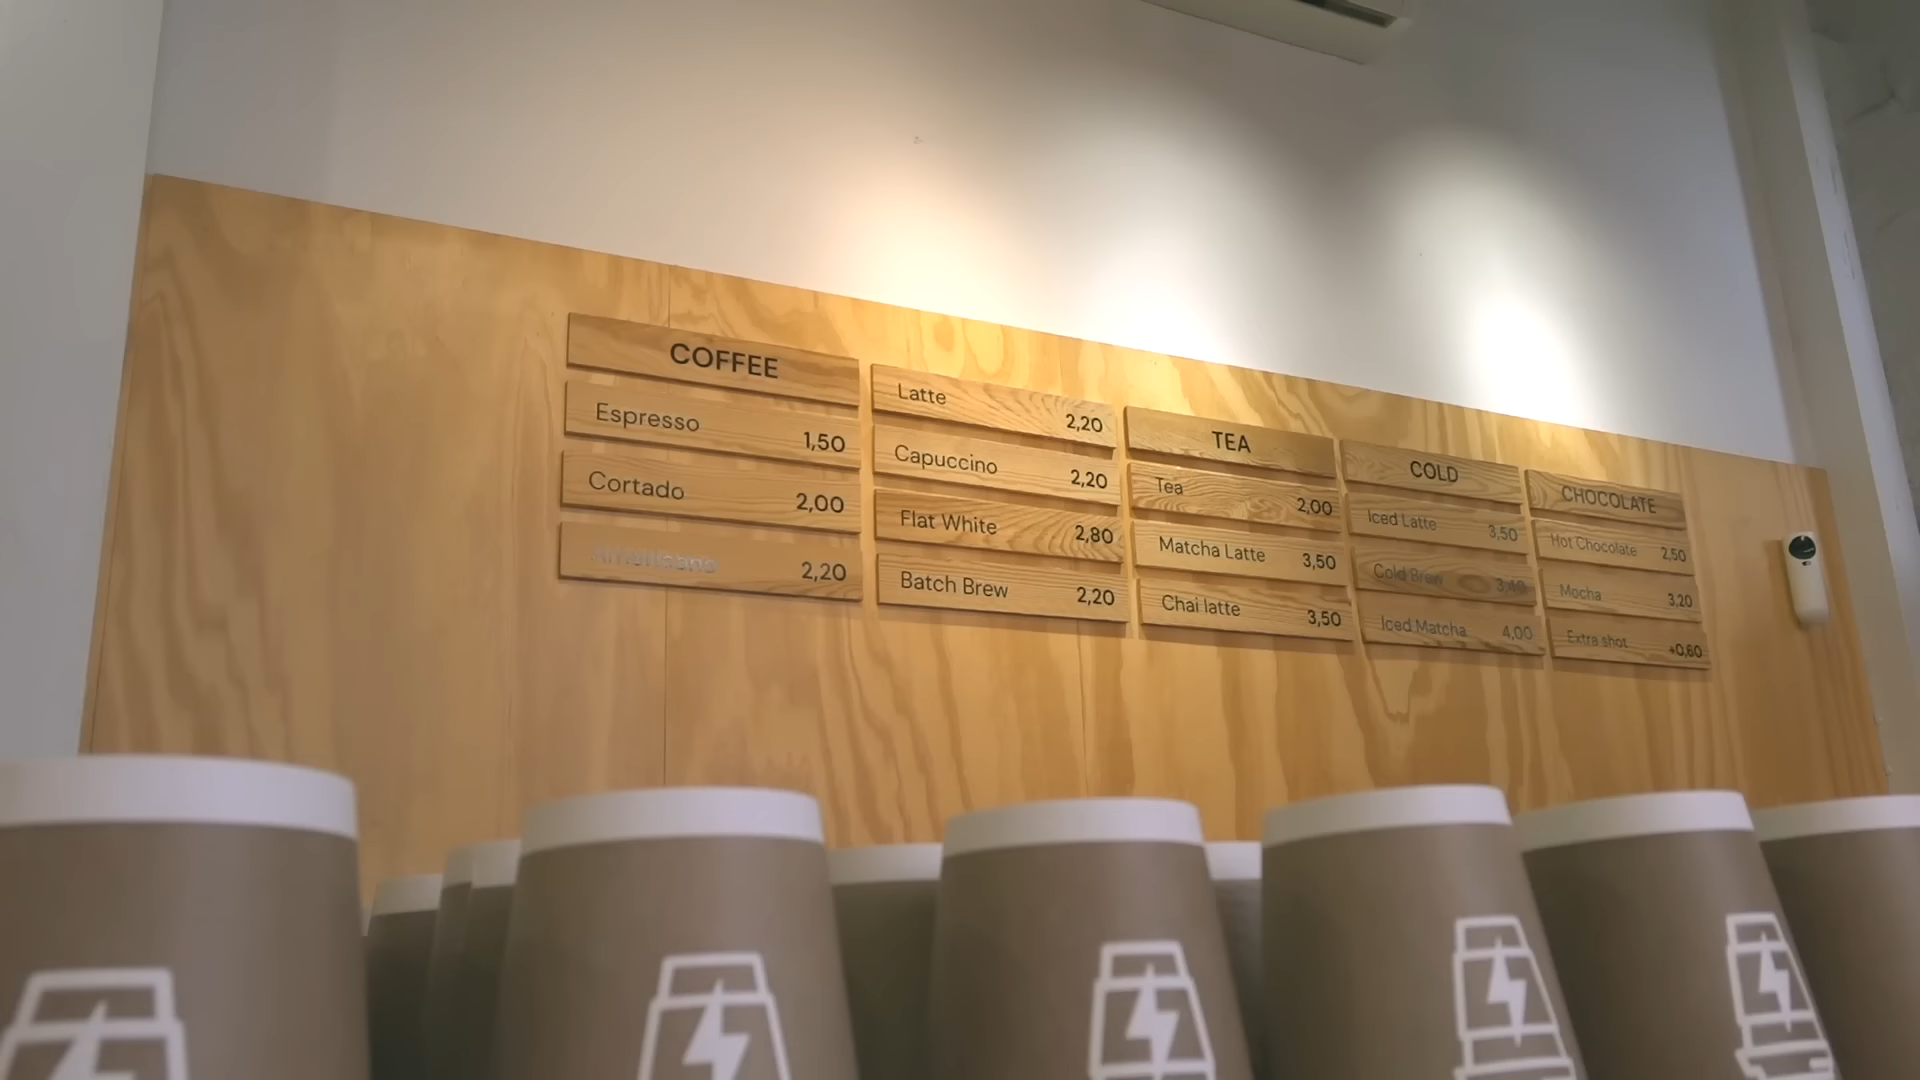 COFFEE
Espresso 1,50
Cortado 2,00
Americano 2,20
Latte 2,20
Capuccino 2,20
Flat White 2,80
Batch Brew 2,20
TEA
Tea 2,00
Matcha Latte 3,50
Chai latte 3,50
COLD
Iced Latte 3,50
Cold Brew 3,40
Iced Matcha 4,00
CHOCOLATE
Hot Chocolate 2,50
Mocha 3,20
Extra shot +0,60